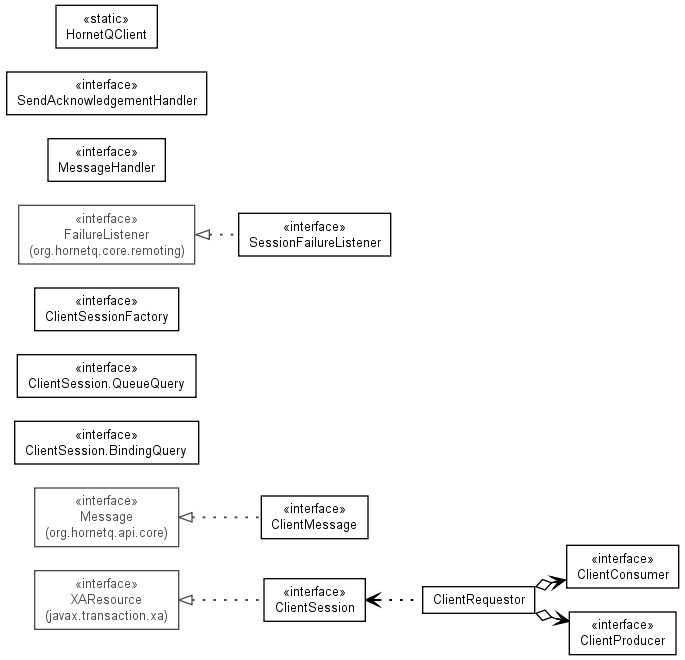 «static»
HornetQClient
«interface»
SendAcknowledgementHandler
«interface»
MessageHandler
«interface»
FailureListener
(org.hornetq.core.remoting)
«interface»
SessionFailureListener
«interface»
ClientSessionFactory
«interface»
ClientSession.QueueQuery
«interface»
ClientSession.BindingQuery
«interface»
Message
(org.hornetq.api.core)
«interface»
ClientMessage
«interface»
XAResource
(javax.transaction.xa)
«interface»
ClientSession
ClientRequestor
«interface»
ClientConsumer
«interface»
ClientProducer